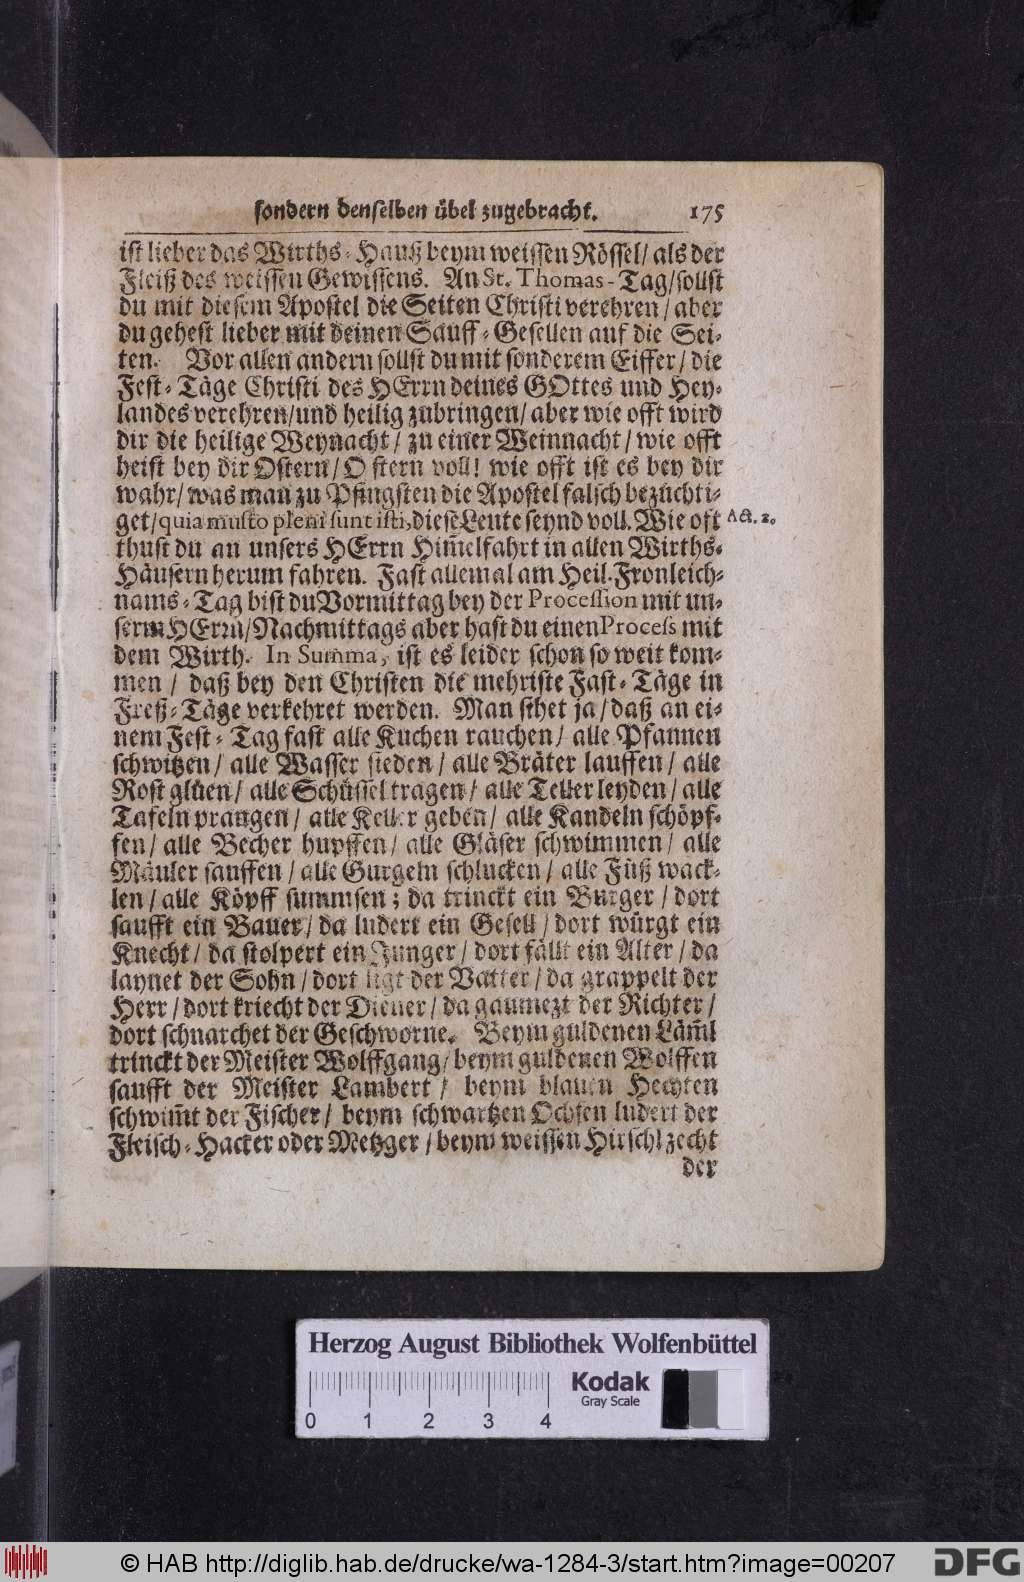 sondern denselben übel zugebracht. 175
ist lieber das Wirths-Hauß beym weissen Rössel/ als der
Fleiß des weissen Gewissens. An St. Thomas-Tag/sollst
du mit diesem Apostel die Seiten Christi verehren/ aber
du gehest lieber mit deinen Sauff-Gesellen auf die Sei-
ten. Vor allen andern sollst du mit sonderem Eiffer/ die
Fest-Täge Christi des HErrn deines GOttes und Hey-
landes verehren/und heilig zubringen/ aber wie offt wird
dir die heilige Weynacht/ zu einer Weinnacht/ wie offt
heist bey dir Ostern/ O stern voll! wie offt ist es bey dir
wahr/ was man zu Pfingsten die Apostel falsch bezüchti-
get/ quia musto pleni sunt isti, diese Leute seynd voll. Wie oft
Act. 2.
thust du an unsers HErrn Him̃elfahrt in allen Wirths-
Häusern herum fahren. Fast allemal am Heil. Fronleich-
nams-Tag bist du Vormittag bey der Procession mit un-
serm HErrn/ Nachmittags aber hast du einen Process mit
dem Wirth. In Summa, ist es leider schon so weit kom-
men / daß bey den Christen die mehriste Fast-Täge in
Freß-Täge verkehret werden. Man sihet ja/ daß an ei-
nem Fest-Tag fast alle Kuchen rauchen/ alle Pfannen
schwitzen/ alle Wasser sieden/ alle Bräter lauffen/ alle
Rost glüen/ alle Schüssel tragen/ alle Teller leyden/ alle
Tafeln prangen/ alle Keller geben/ alle Kandeln schöpf-
fen/ alle Becher hupffen/ alle Gläser schwimmen/ alle
Mäuler sauffen/ alle Gurgeln schlucken/ alle Füß wack-
len/ alle Köpff summsen; da trinckt ein Burger/ dort
saufft ein Bauer/ da ludert ein Gesell/ dort würgt ein
Knecht/ da stolpert ein Junger/ dort fällt ein Alter/ da
laynet der Sohn/ dort ligt der Vatter/ da grappelt der
Herr/ dort kriecht der Diener/ da gaumezt der Richter/
dort schnarchet der Geschworne. Beym guldenen Läm̃l
trinckt der Meister Wolffgang/ beym guldenen Wolffen
saufft der Meister Lambert/ beym blauen Hechten
schwim̃t der Fischer/ beym schwartzen Ochsen ludert der
Fleisch-Hacker oder Metzger/ beym weissen Hirschl zecht
der
Herzog August Bibliothek Wolfenbüttel
Kodak
Gray Scale
0 1 2 3 4
© HAB http://diglib.hab.de/drucke/wa-1284-3/start.htm?image=00207
DFG